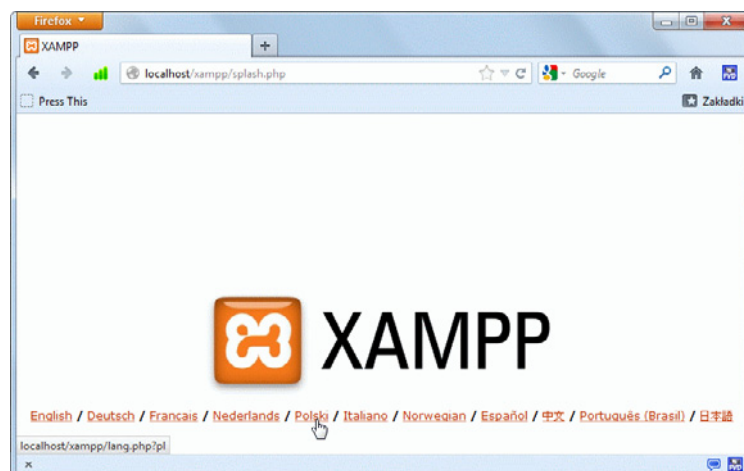 Firefox
XAMPP
localhost/xampp/splash.php
Google
Press This
Zakładki
XAMPP
English / Deutsch / Francais / Nederlands / Polski / Italiano / Norwegian / Español / 中文 / Português (Brasil) / 日本語
localhost/xampp/lang.php?pl